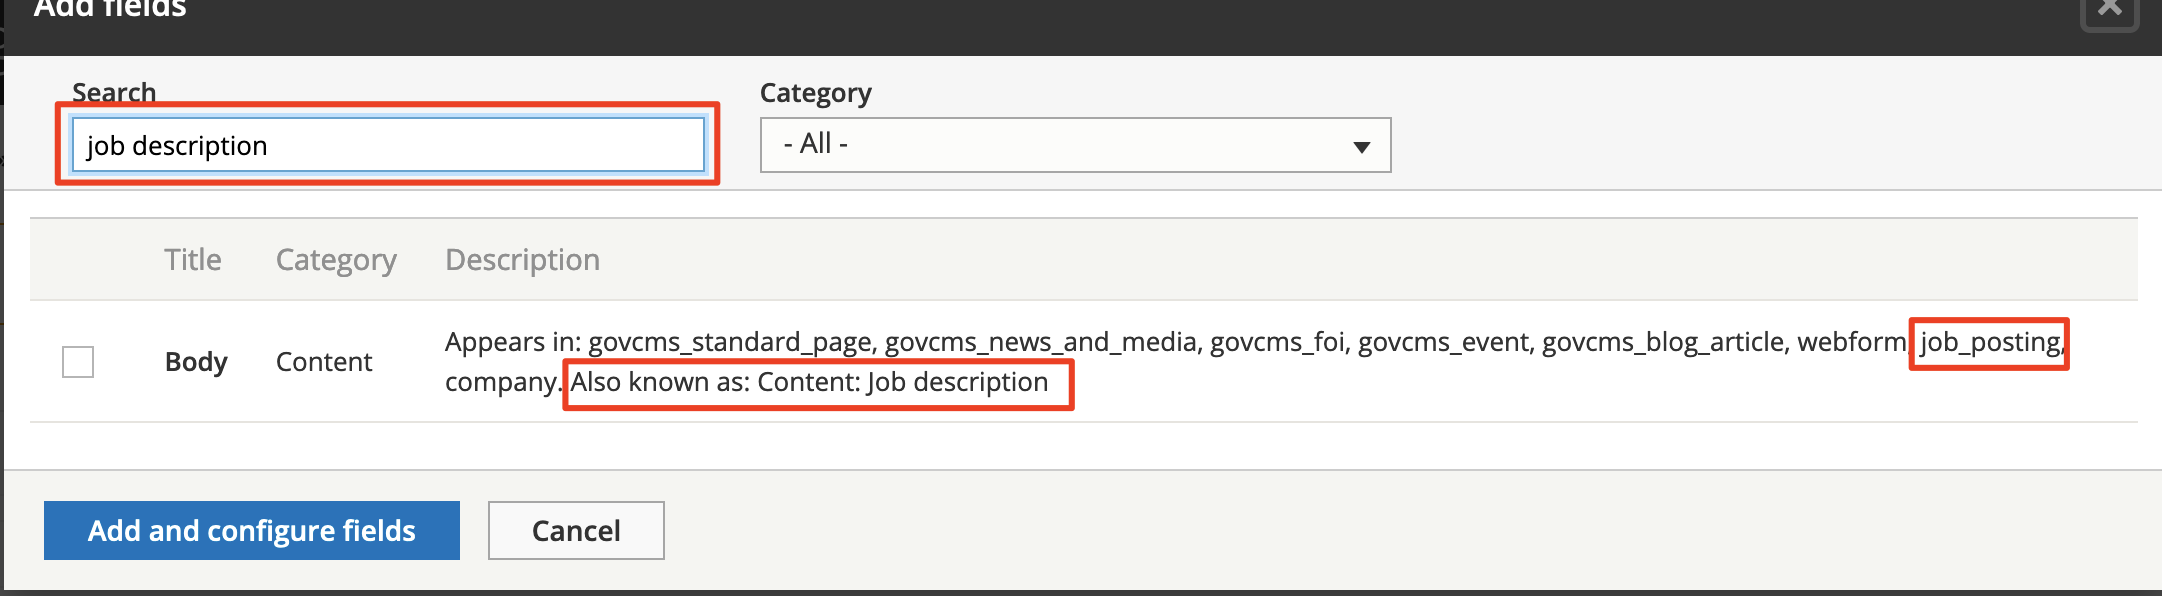 Add fields
Search
Category
job description
- All -
Title Category Description
Body Content Appears in: govcms_standard_page, govcms_news_and_media, govcms_foi, govcms_event, govcms_blog_article, webform, job_posting,
company. Also known as: Content: Job description
Add and configure fields
Cancel